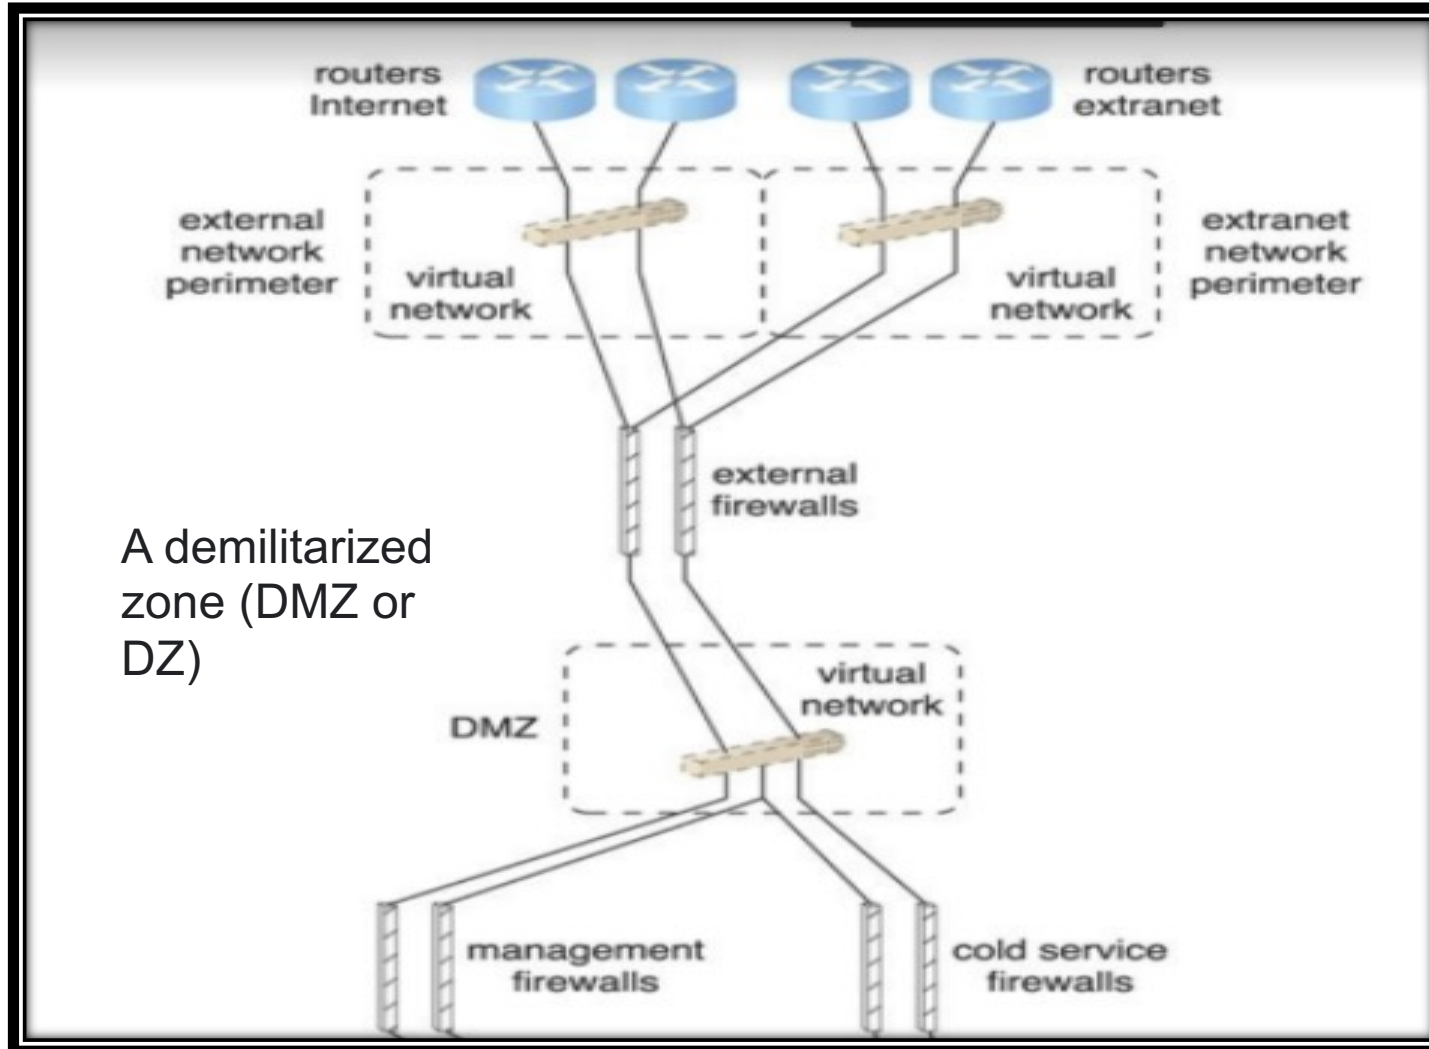 routers
Internet
routers
extranet
external
network
perimeter
virtual
network
virtual
network
extranet
network
perimeter
external
firewalls
A demilitarized
zone (DMZ or
DZ)
virtual
network
DMZ
management
firewalls
cold service
firewalls